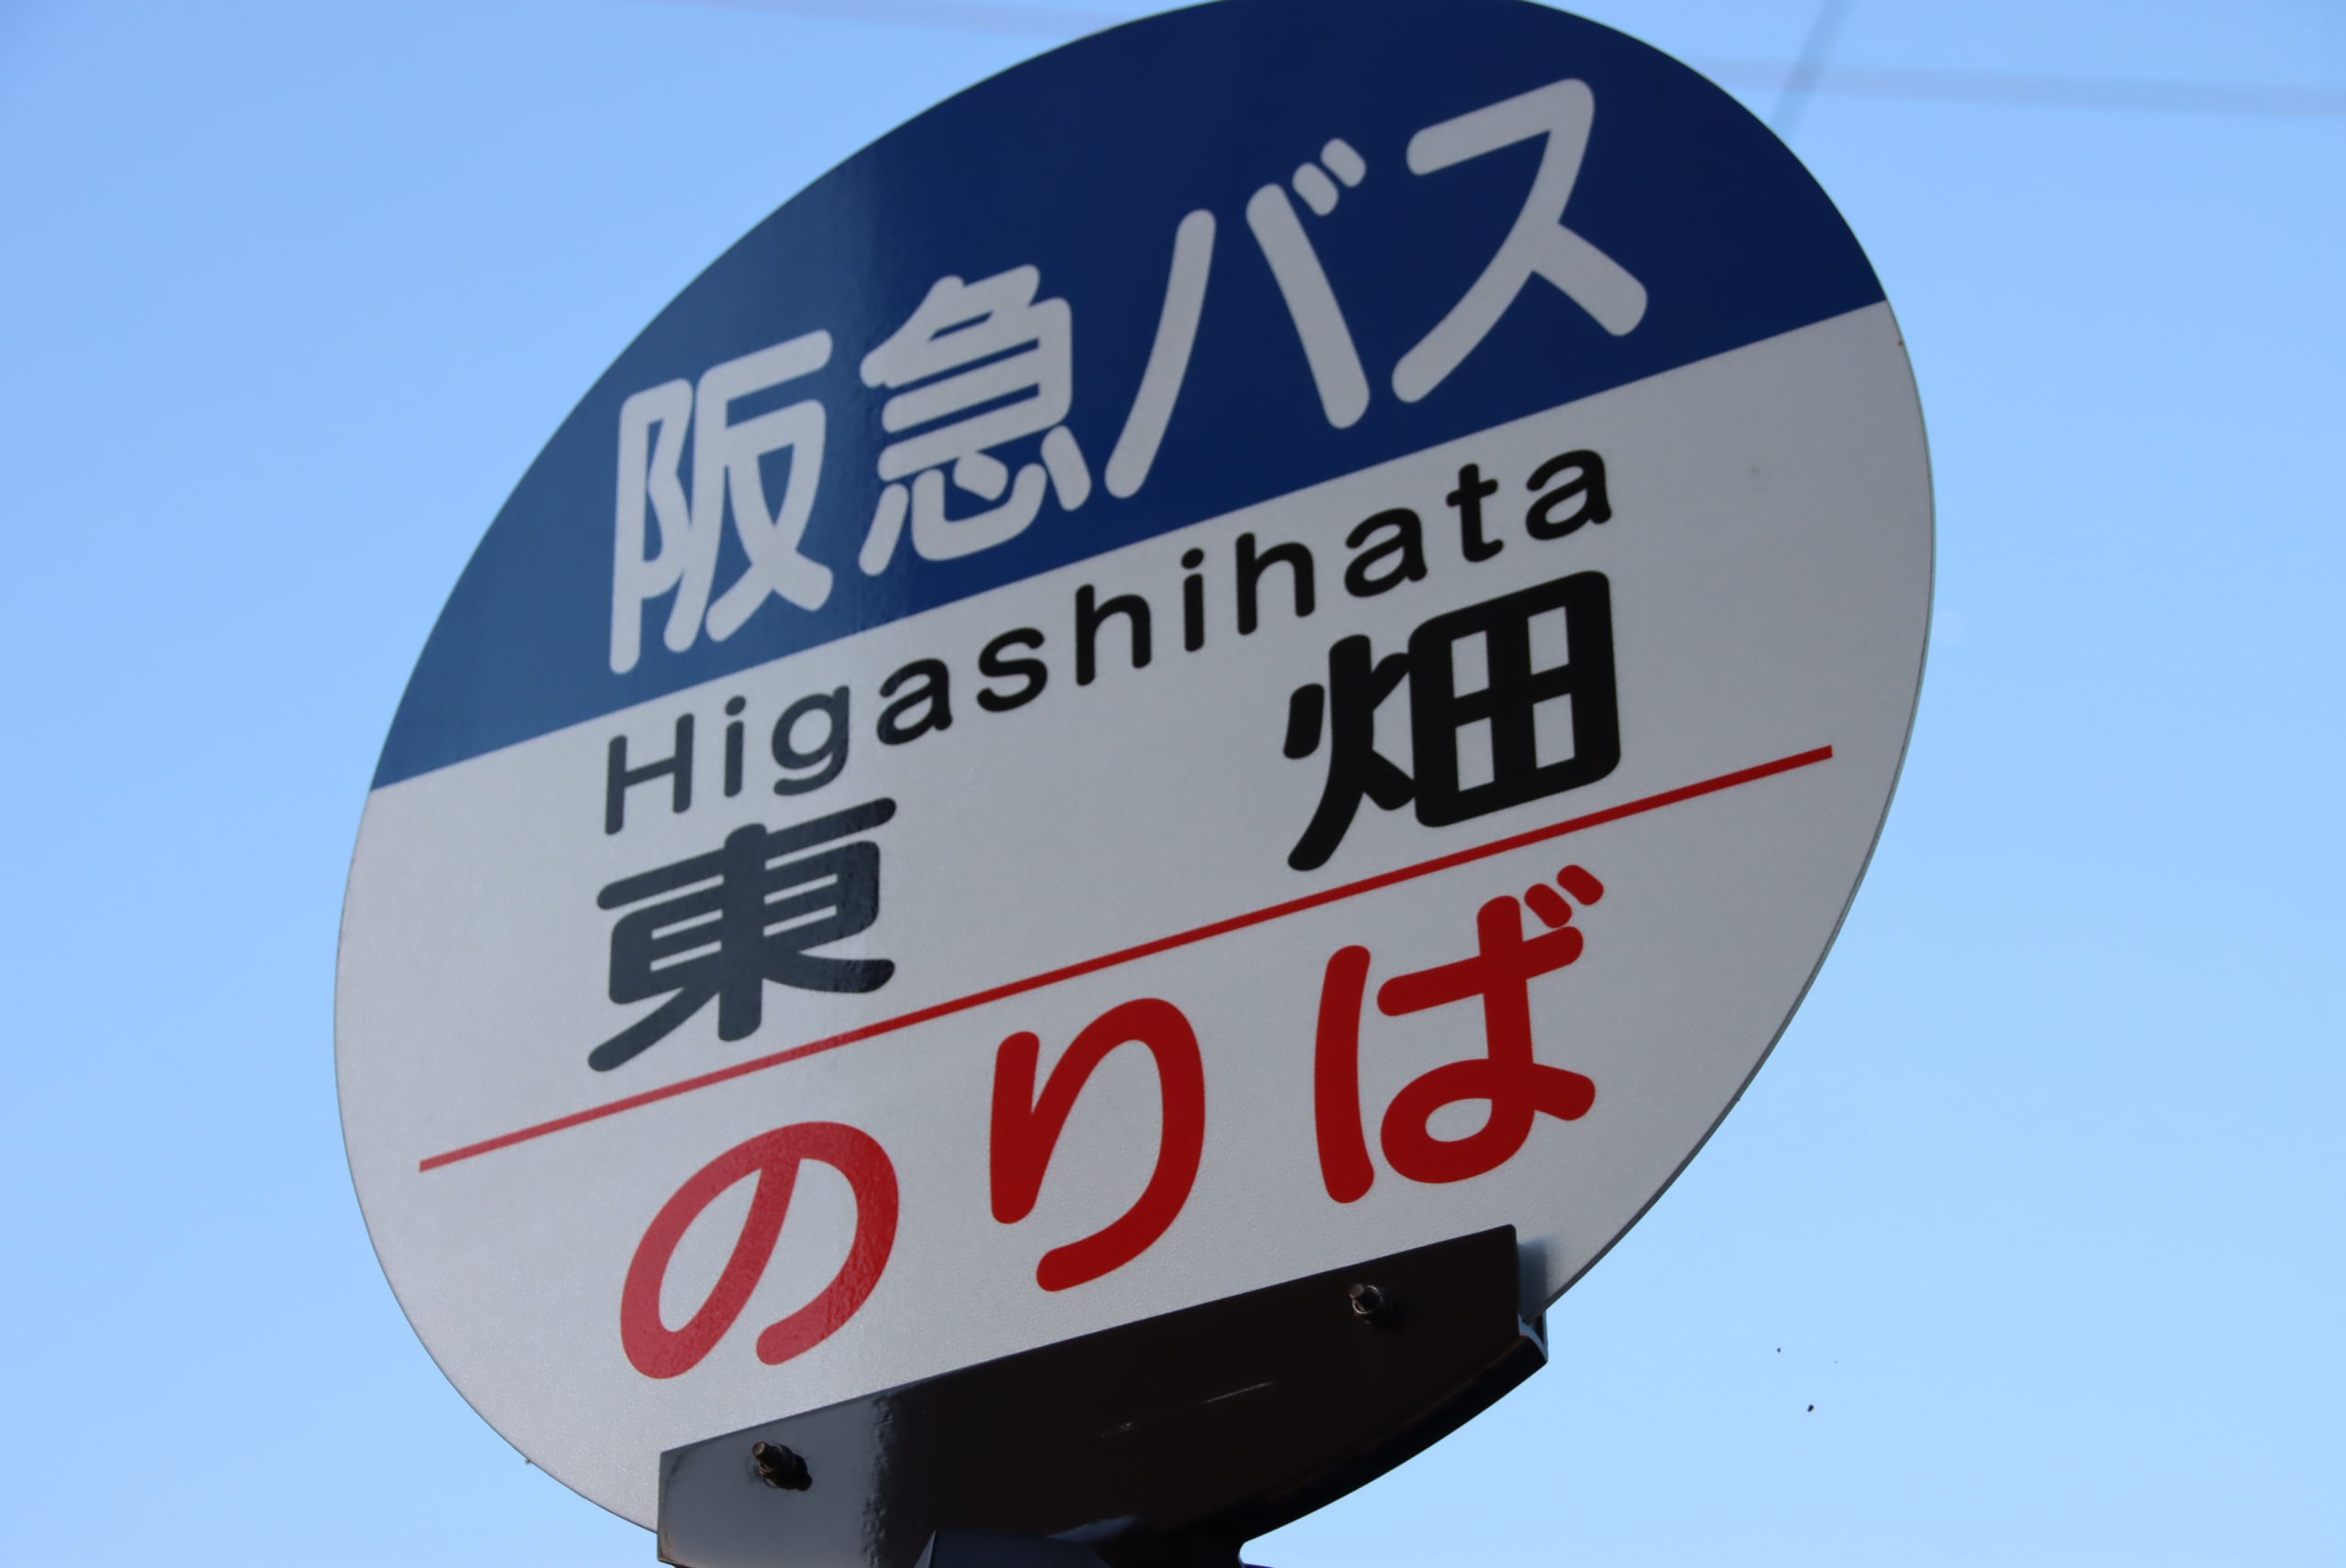 阪急バス
Higashihata
東 畑
のりば